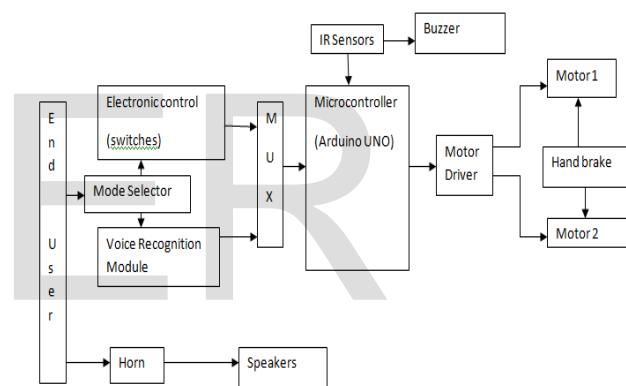 IR Sensors
Buzzer
Electronic control
(switches)
Microcontroller
(Arduino UNO)
Motor 1
E
n
d
U
s
e
r
M
U
X
Mode Selector
Motor
Driver
Hand brake
Voice Recognition
Module
Motor 2
Horn
Speakers
ER